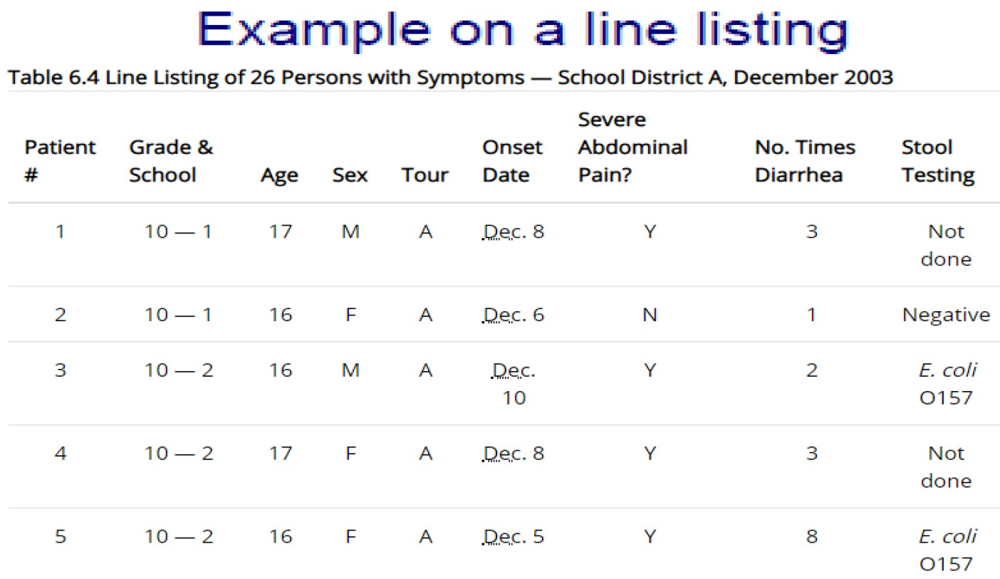 Example on a line listing
Table 6.4 Line Listing of 26 Persons with Symptoms — School District A, December 2003
Patient # Grade & School Age Sex Tour Onset Date Severe Abdominal Pain? No. Times Diarrhea Stool Testing
1 10 — 1 17 M A Dec. 8 Y 3 Not done
2 10 — 1 16 F A Dec. 6 N 1 Negative
3 10 — 2 16 M A Dec. 10 Y 2 E. coli O157
4 10 — 2 17 F A Dec. 8 Y 3 Not done
5 10 — 2 16 F A Dec. 5 Y 8 E. coli O157